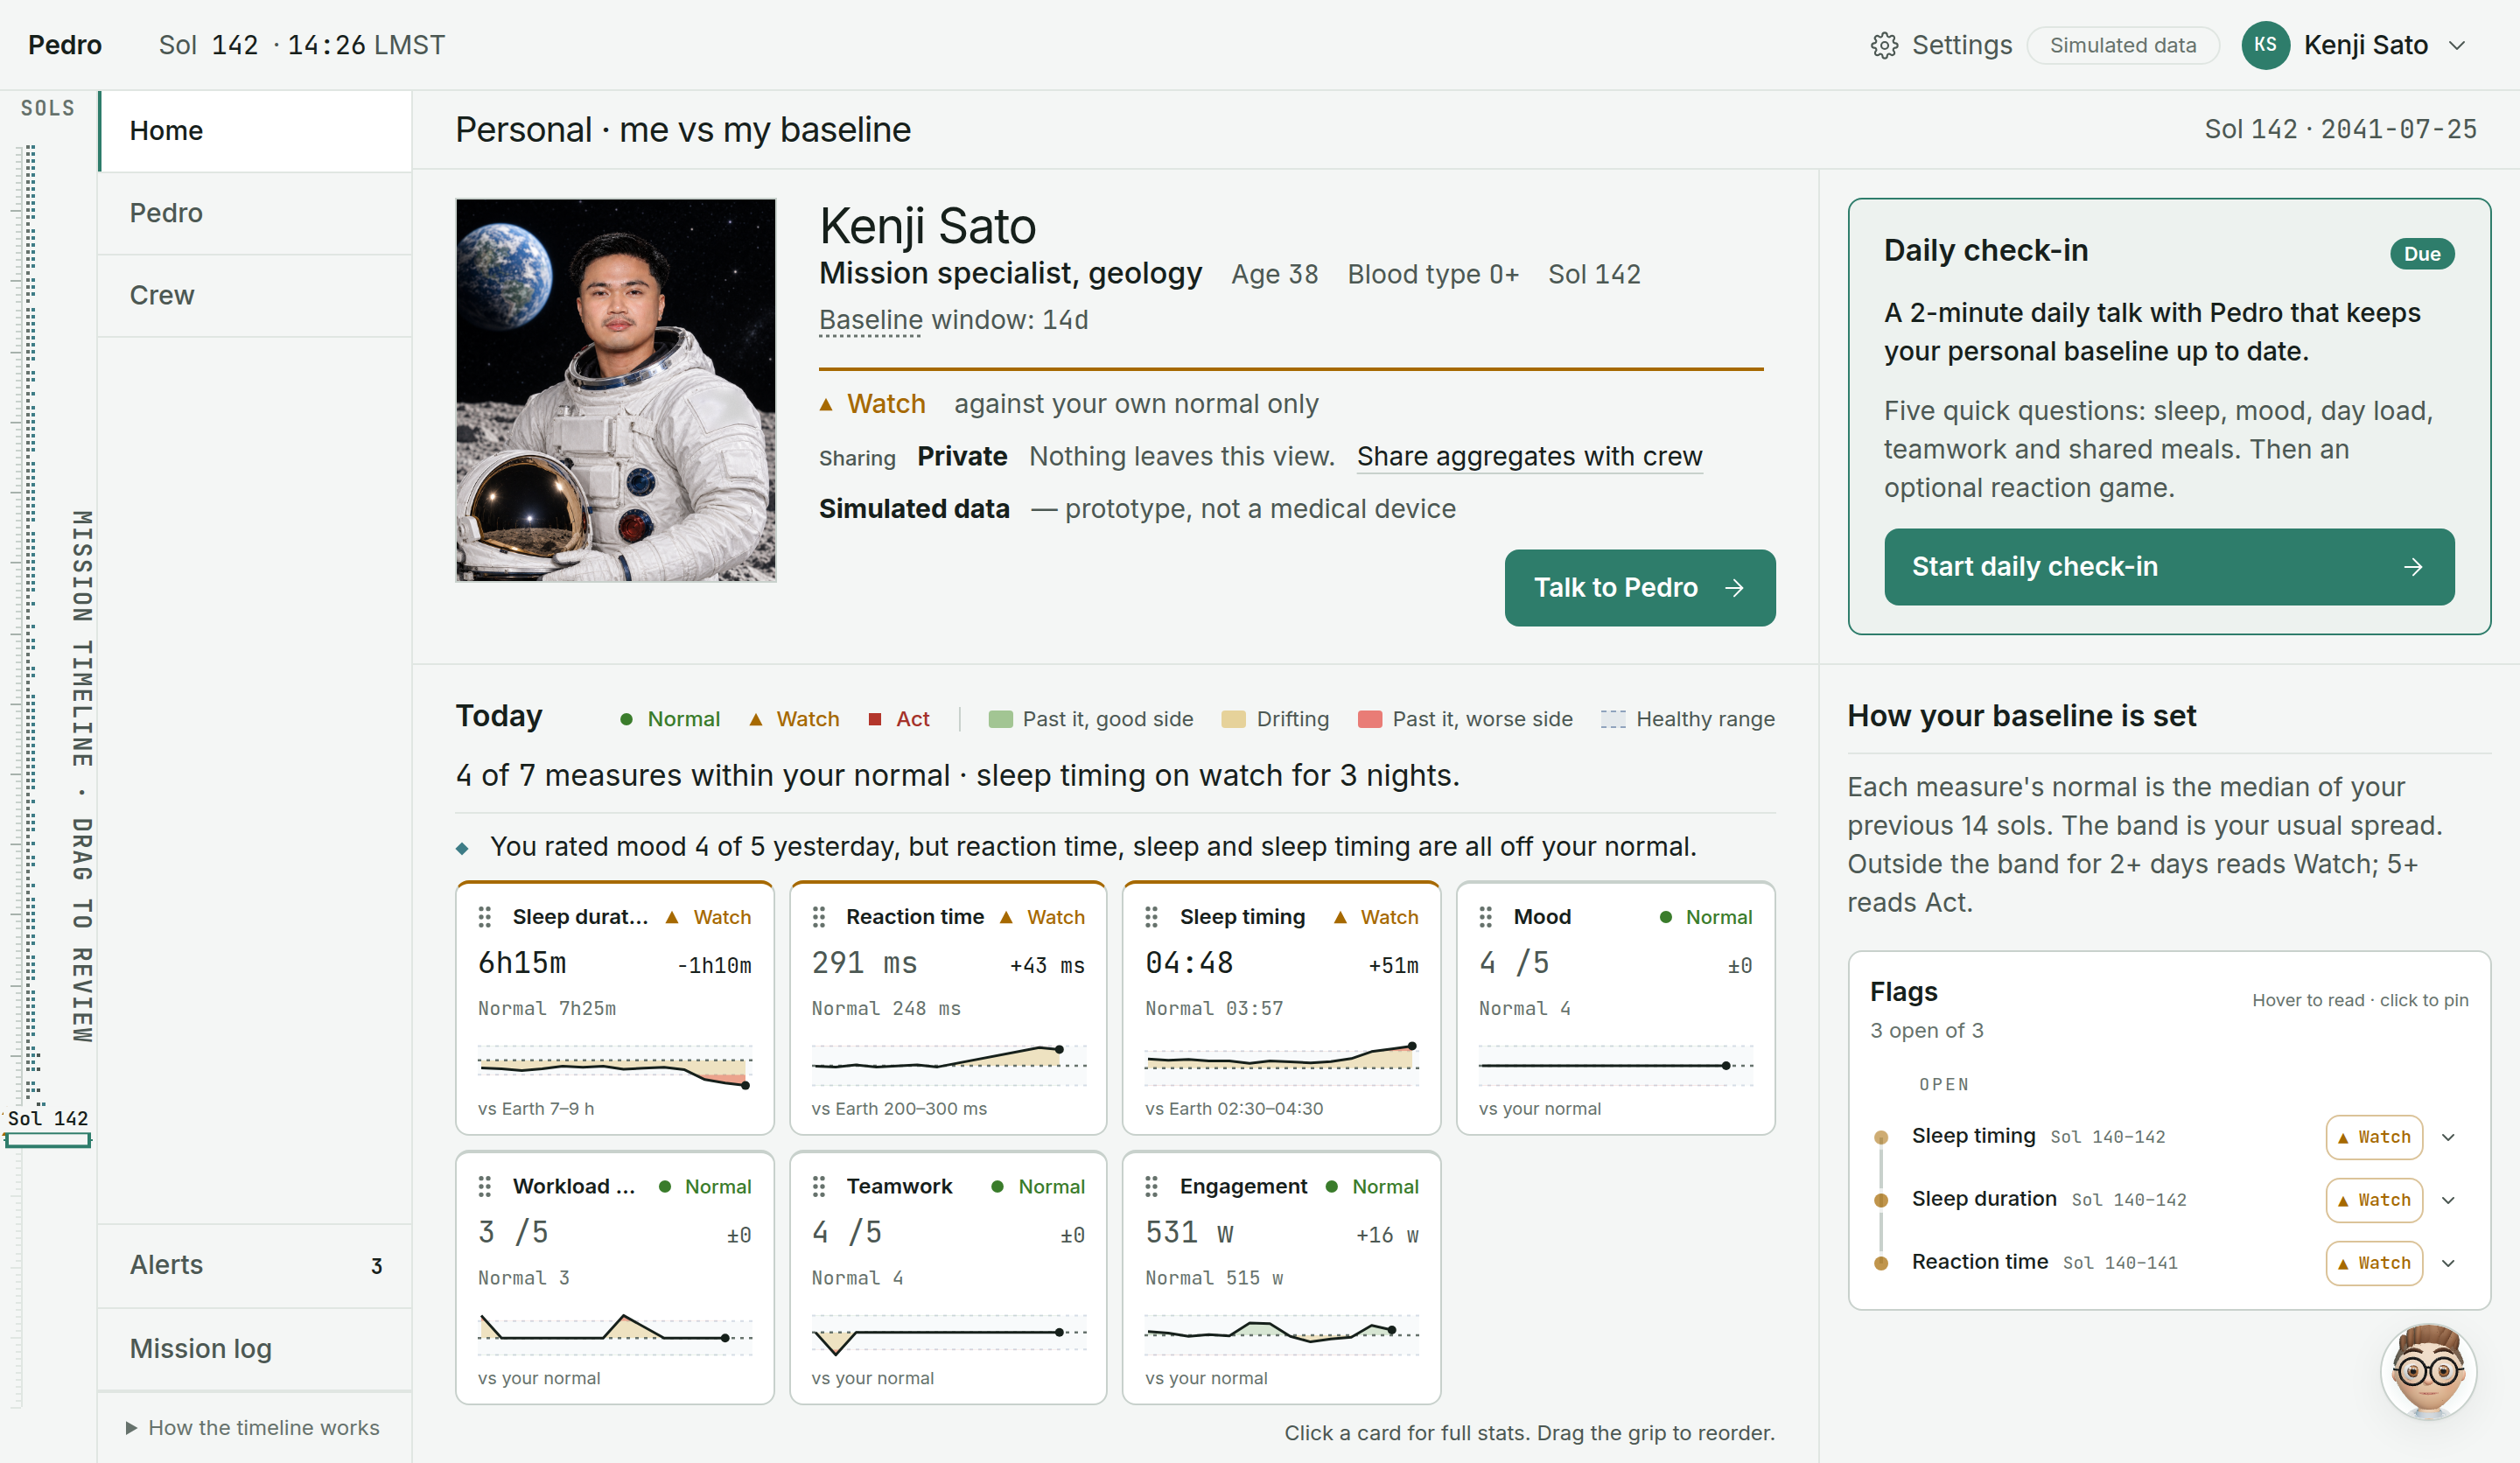 Pedro
Sol 142 · 14:26 LMST
Settings
Simulated data
KS
Kenji Sato
SOLS
MISSION TIMELINE · DRAG TO REVIEW
Sol 142
Home
Pedro
Crew
Alerts 3
Mission log
How the timeline works
Personal · me vs my baseline
Sol 142 · 2041-07-25
Kenji Sato
Mission specialist, geology Age 38 Blood type O+ Sol 142
Baseline window: 14d
Watch against your own normal only
Sharing Private Nothing leaves this view. Share aggregates with crew
Simulated data — prototype, not a medical device
Talk to Pedro
Daily check-in
Due
A 2-minute daily talk with Pedro that keeps
your personal baseline up to date.
Five quick questions: sleep, mood, day load,
teamwork and shared meals. Then an
optional reaction game.
Start daily check-in
Today
Normal Watch Act Past it, good side Drifting Past it, worse side Healthy range
4 of 7 measures within your normal · sleep timing on watch for 3 nights.
You rated mood 4 of 5 yesterday, but reaction time, sleep and sleep timing are all off your normal.
Sleep durat... Watch
6h15m -1h10m
Normal 7h25m
vs Earth 7–9 h
Reaction time Watch
291 ms +43 ms
Normal 248 ms
vs Earth 200–300 ms
Sleep timing Watch
04:48 +51m
Normal 03:57
vs Earth 02:30–04:30
Mood Normal
4 /5 ±0
Normal 4
vs your normal
Workload ... Normal
3 /5 ±0
Normal 3
vs your normal
Teamwork Normal
4 /5 ±0
Normal 4
vs your normal
Engagement Normal
531 w +16 w
Normal 515 w
vs your normal
Click a card for full stats. Drag the grip to reorder.
How your baseline is set
Each measure's normal is the median of your
previous 14 sols. The band is your usual spread.
Outside the band for 2+ days reads Watch; 5+
reads Act.
Flags
Hover to read · click to pin
3 open of 3
OPEN
Sleep timing Sol 140–142 Watch
Sleep duration Sol 140–142 Watch
Reaction time Sol 140–141 Watch